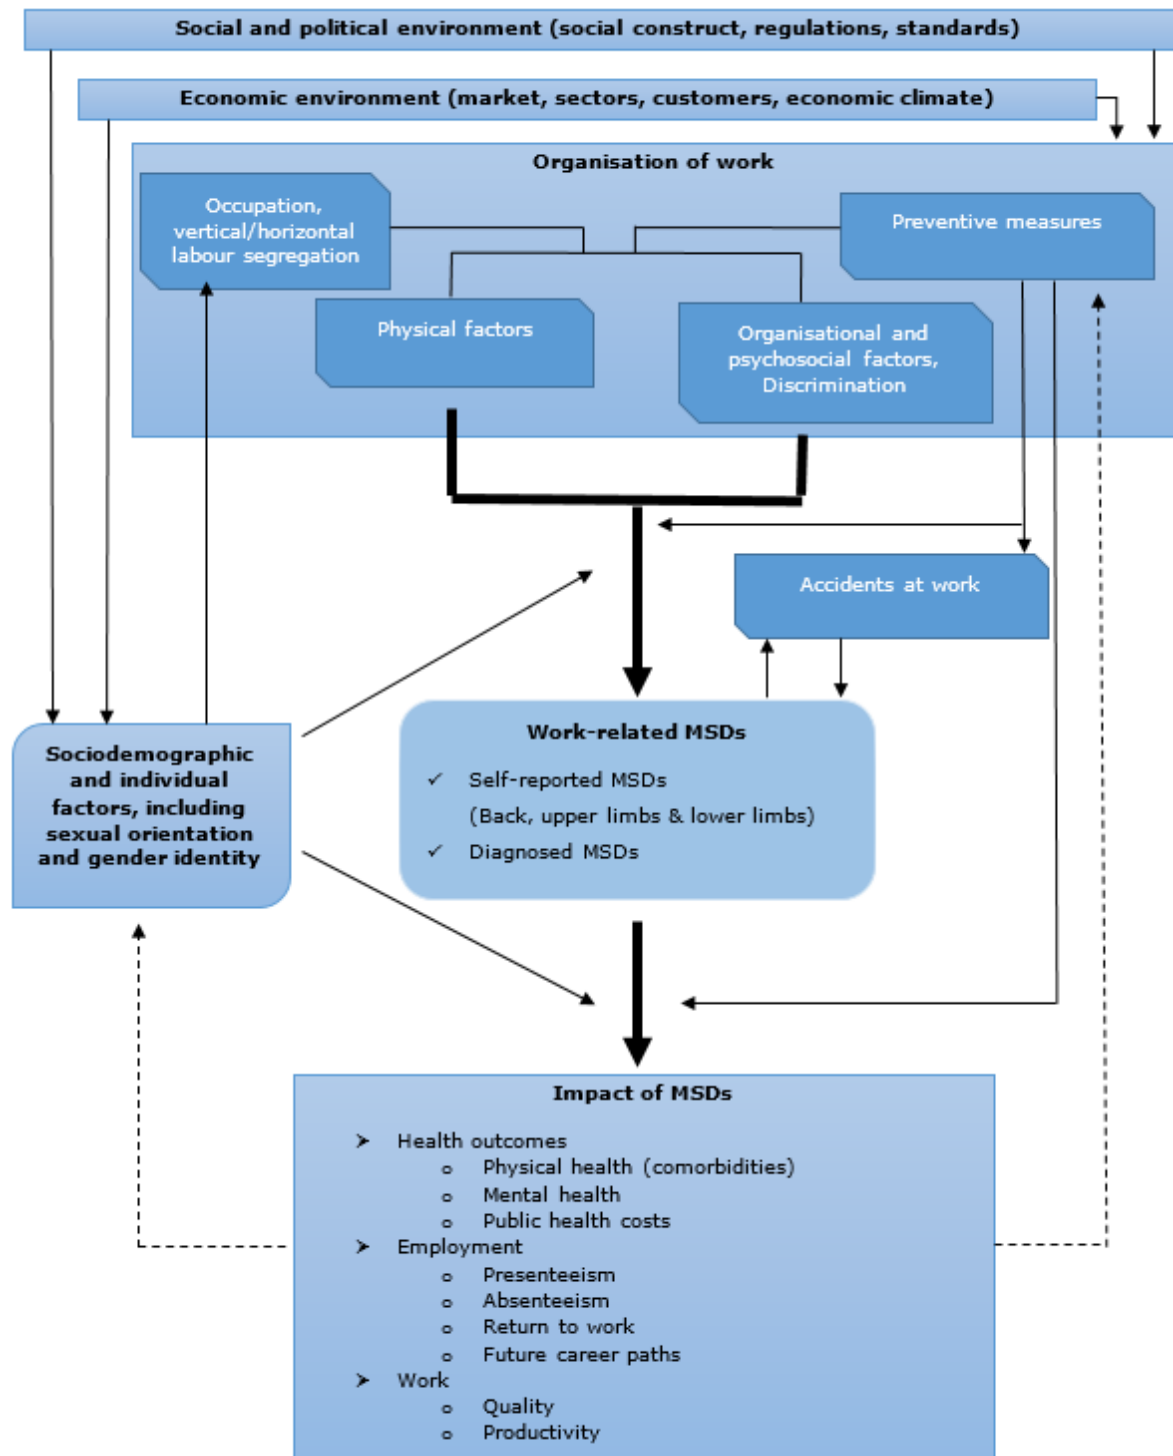 Social and political environment (social construct, regulations, standards)
Economic environment (market, sectors, customers, economic climate)
Organisation of work
Occupation,
vertical/horizontal
labour segregation
Preventive measures
Physical factors
Organisational and
psychosocial factors,
Discrimination
Accidents at work
Sociodemographic
and individual
factors, including
sexual orientation
and gender identity
Work-related MSDs
✓ Self-reported MSDs
(Back, upper limbs & lower limbs)
✓ Diagnosed MSDs
Impact of MSDs
➢ Health outcomes
o Physical health (comorbidities)
o Mental health
o Public health costs
➢ Employment
o Presenteeism
o Absenteeism
o Return to work
o Future career paths
➢ Work
o Quality
o Productivity